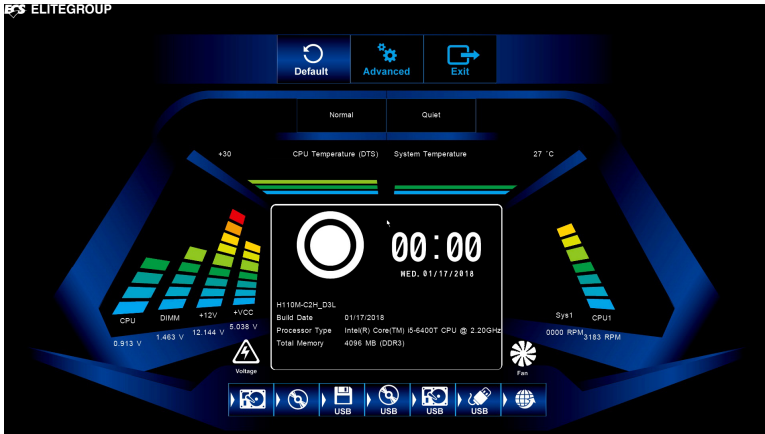 ECS ELITEGROUP
Default Advanced Exit
Normal Quiet
+30 CPU Temperature (DTS) System Temperature 27 °C
00:00
WED. 01/17/2018
H110M-C2H_D3L
Build Date 01/17/2018
Processor Type Intel(R) Core(TM) i5-6400T CPU @ 2.20GHz
Total Memory 4096 MB (DDR3)
CPU DIMM +12V +VCC
0.913 V 1.463 V 12.144 V 5.038 V
Voltage
Sys1 CPU1
0000 RPM 3183 RPM
Fan
USB USB USB USB